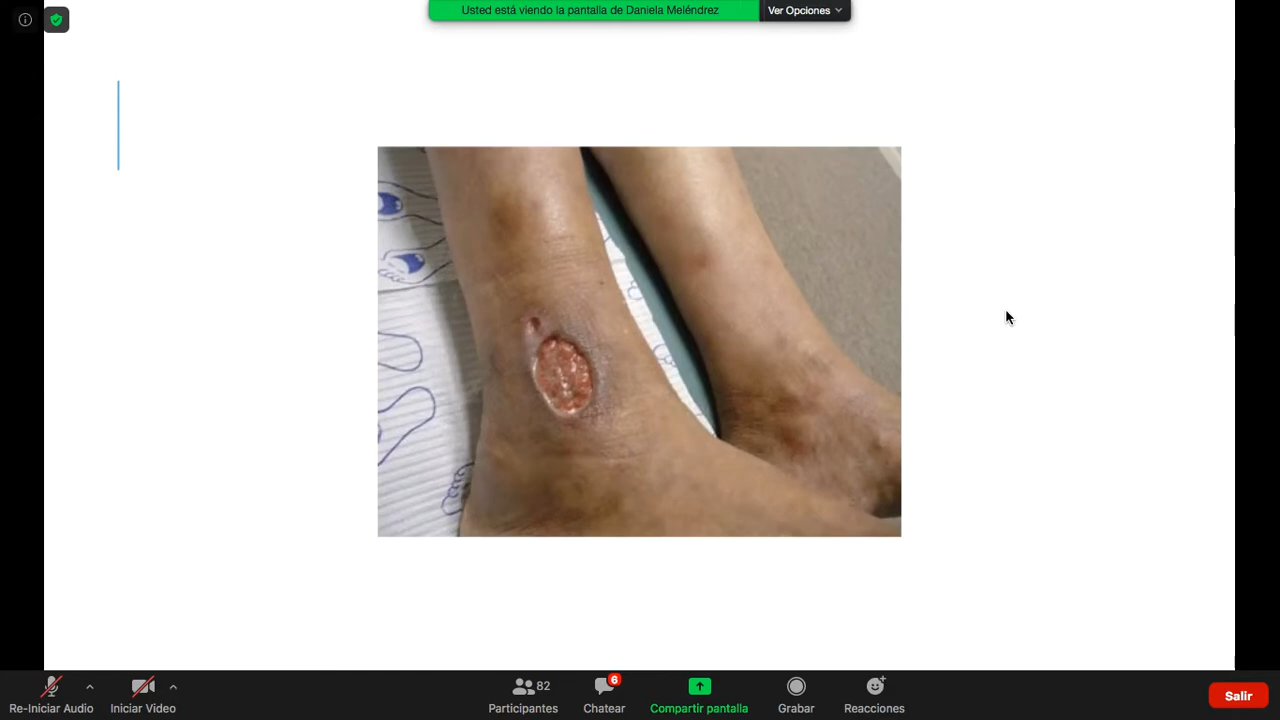 Usted está viendo la pantalla de Daniela Meléndrez
Ver Opciones
Re-Iniciar Audio
Iniciar Video
82
Participantes
6
Chatear
Compartir pantalla
Grabar
Reacciones
Salir